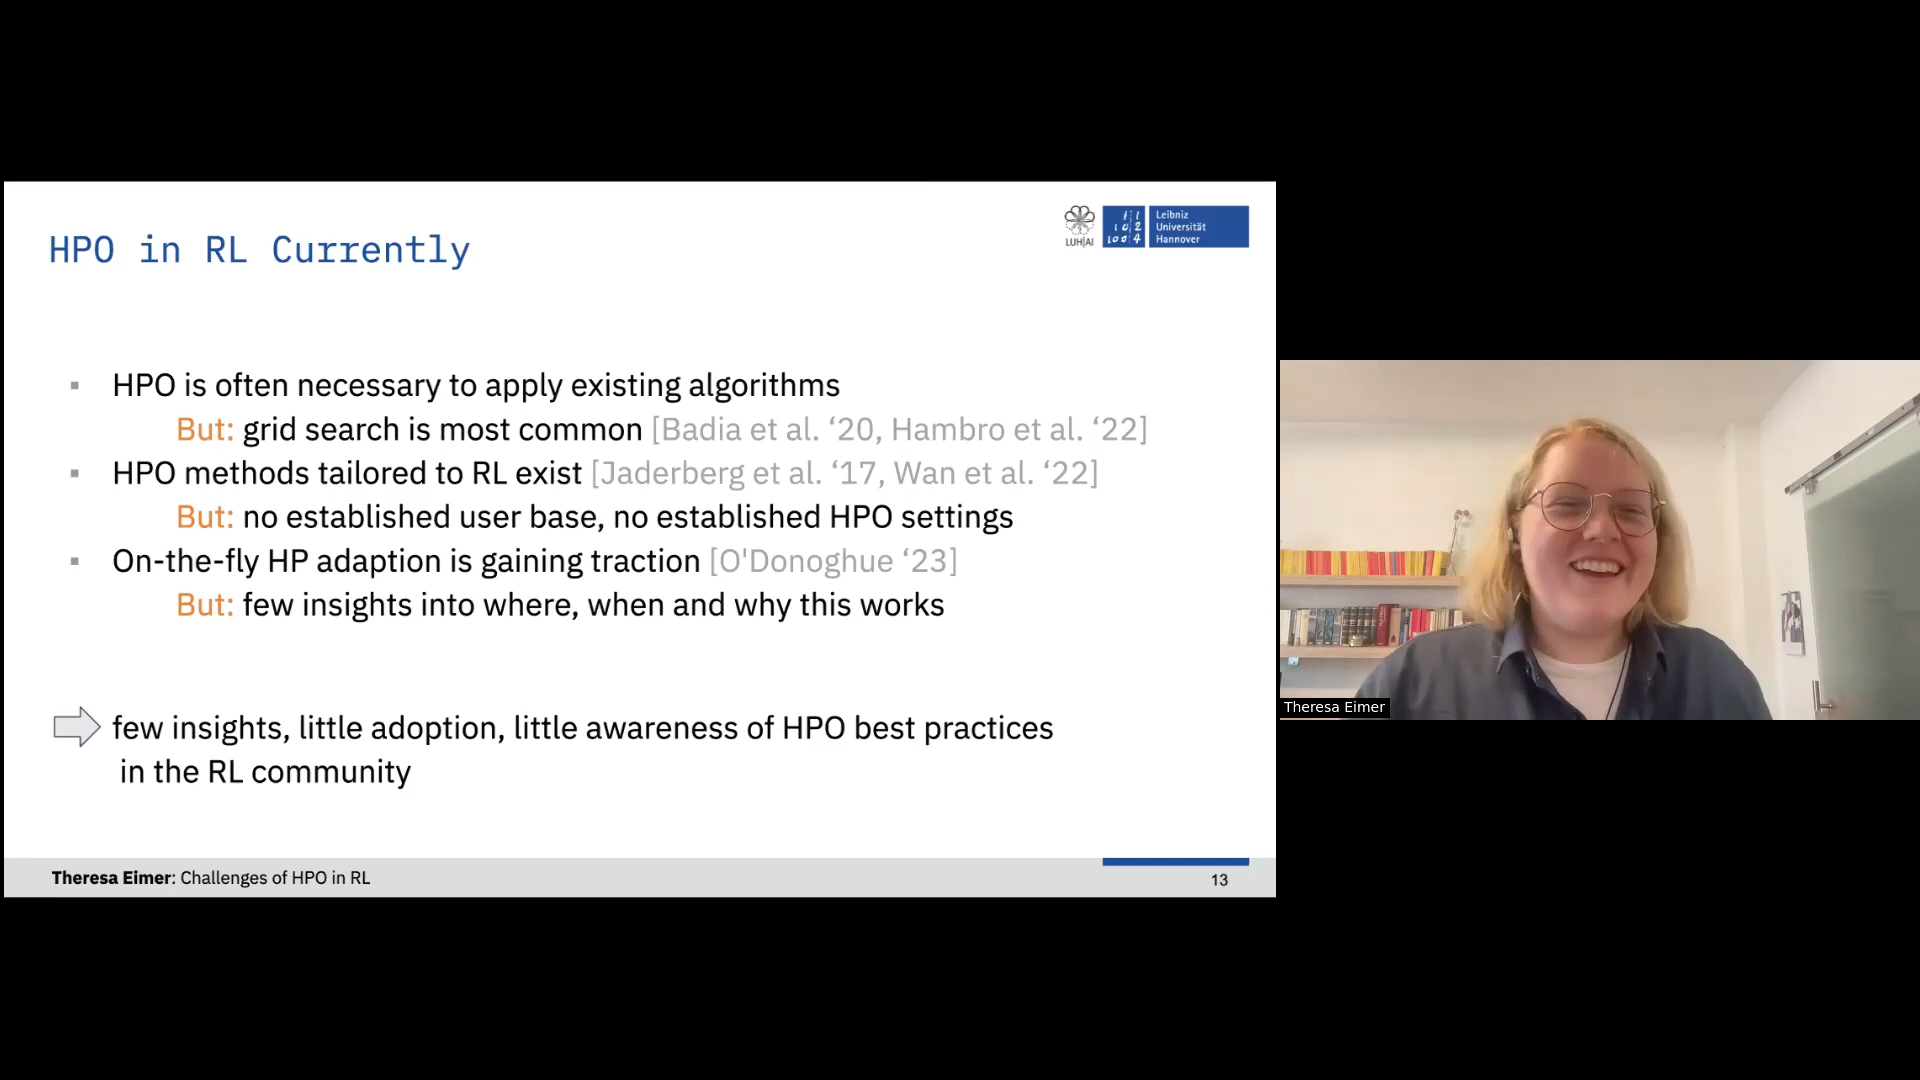 HPO in RL Currently
LUH|AI
Leibniz
Universität
Hannover
▪ HPO is often necessary to apply existing algorithms
But: grid search is most common [Badia et al. ‘20, Hambro et al. ‘22]
▪ HPO methods tailored to RL exist [Jaderberg et al. ‘17, Wan et al. ‘22]
But: no established user base, no established HPO settings
▪ On-the-fly HP adaption is gaining traction [O'Donoghue ‘23]
But: few insights into where, when and why this works
few insights, little adoption, little awareness of HPO best practices
in the RL community
Theresa Eimer: Challenges of HPO in RL
13
Theresa Eimer